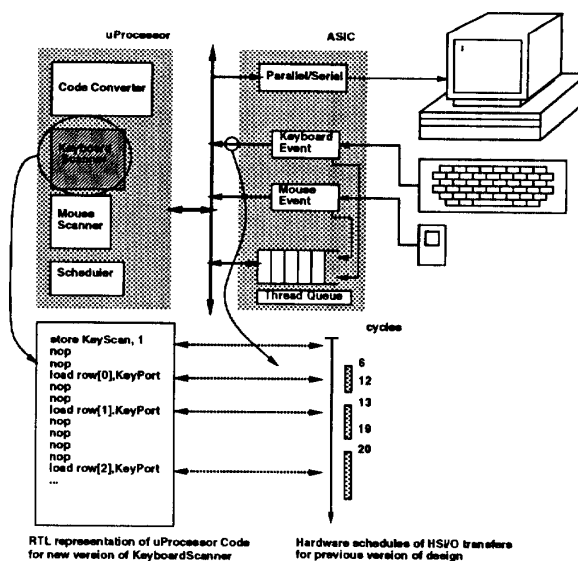 uProcessor
ASIC
Code Converter
Parallel/Serial
Keyboard
Scanner
Keyboard
Event
Mouse
Event
Mouse
Scanner
Scheduler
Thread Queue
cycles
store KeyScan, 1
nop
nop
load row[0],KeyPort
nop
nop
load row[1].KeyPort
nop
nop
nop
nop
load row[2],KeyPort
...
6
12
13
19
20
RTL representation of uProcessor Code
for new version of KeyboardScanner
Hardware schedules of HSI/O transfers
for previous version of design